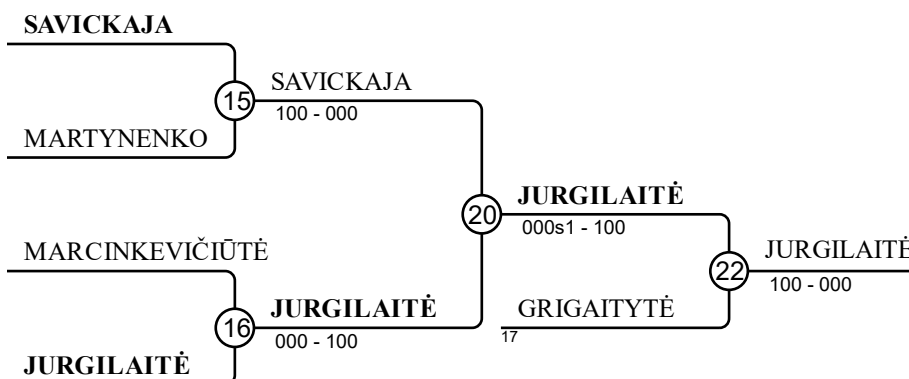 SAVICKAJA
15
SAVICKAJA
100 - 000
MARTYNENKO
20
JURGILAITĖ
000s1 - 100
MARCINKEVIČIŪTĖ
22
JURGILAITĖ
100 - 000
16
JURGILAITĖ
000 - 100
GRIGAITYTĖ
17
JURGILAITĖ